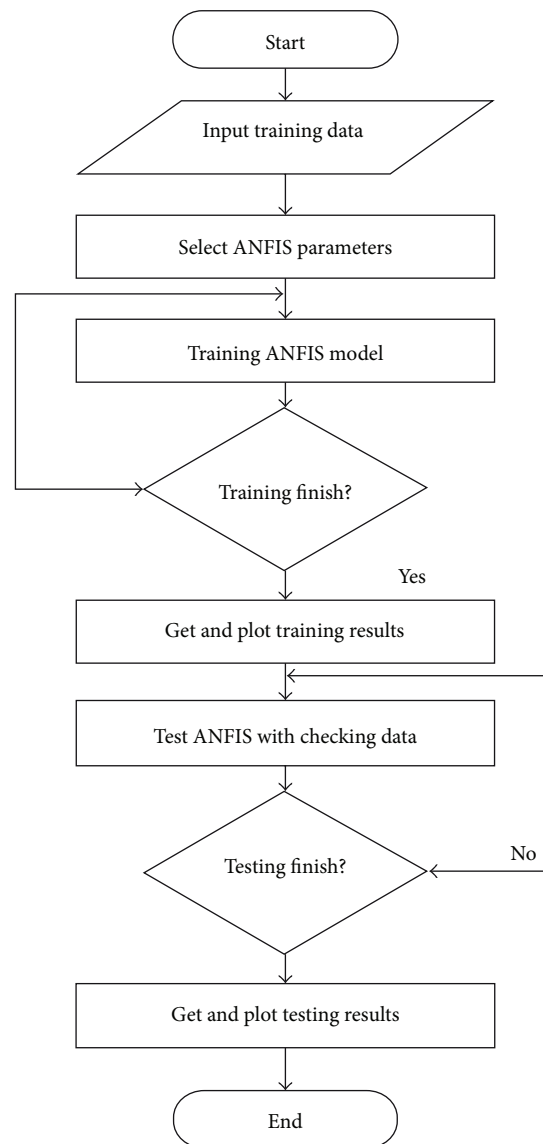 Start
Input training data
Select ANFIS parameters
Training ANFIS model
Training finish?
Yes
Get and plot training results
Test ANFIS with checking data
Testing finish?
No
Get and plot testing results
End